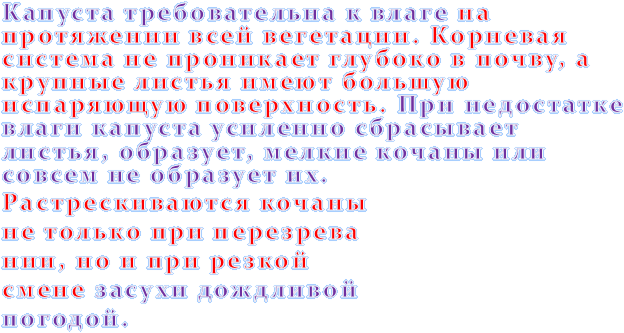 Капуста требовательна к влаге на
протяжении всей вегетации. Корневая
система не проникает глубоко в почву, а
крупные листья имеют большую
испаряющую поверхность. При недостатке
влаги капуста усиленно сбрасывает
листья, образует, мелкие кочаны или
совсем не образует их.
Растрескиваются кочаны
не только при перезрева
нии, но и при резкой
смене засухи дождливой
погодой.